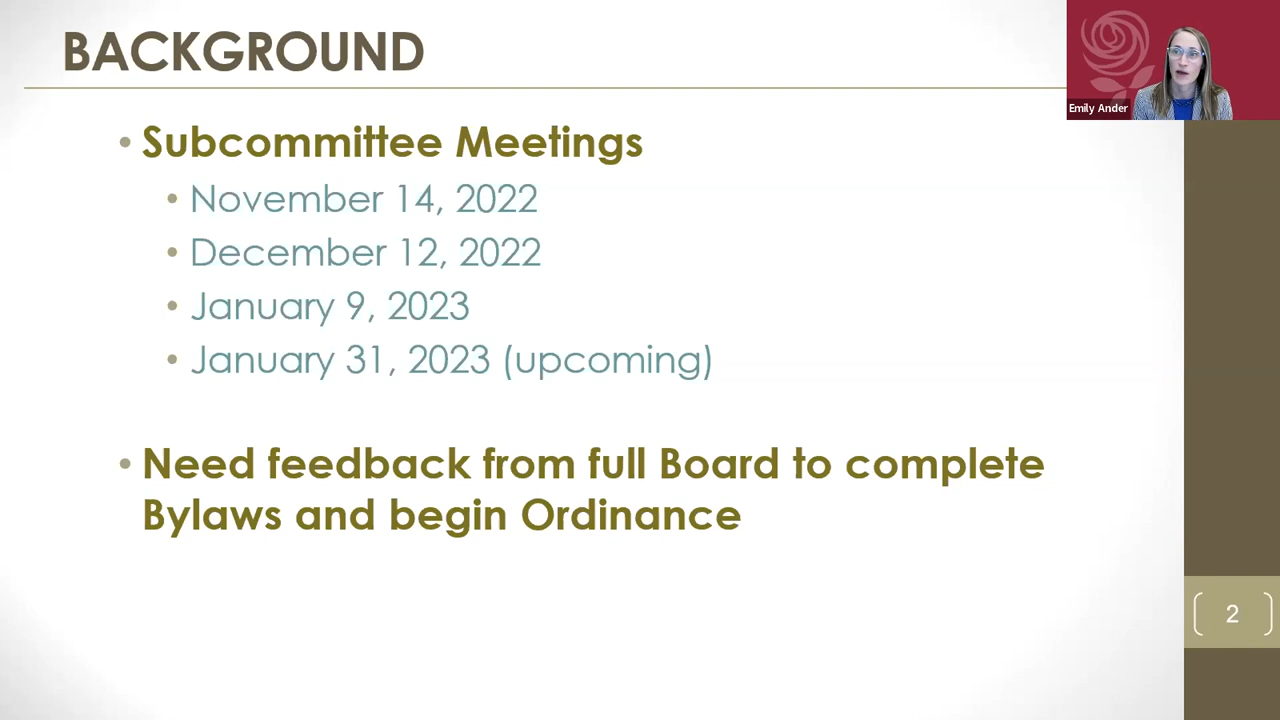 BACKGROUND
Emily Ander
• Subcommittee Meetings
• November 14, 2022
• December 12, 2022
• January 9, 2023
• January 31, 2023 (upcoming)
• Need feedback from full Board to complete
Bylaws and begin Ordinance
2